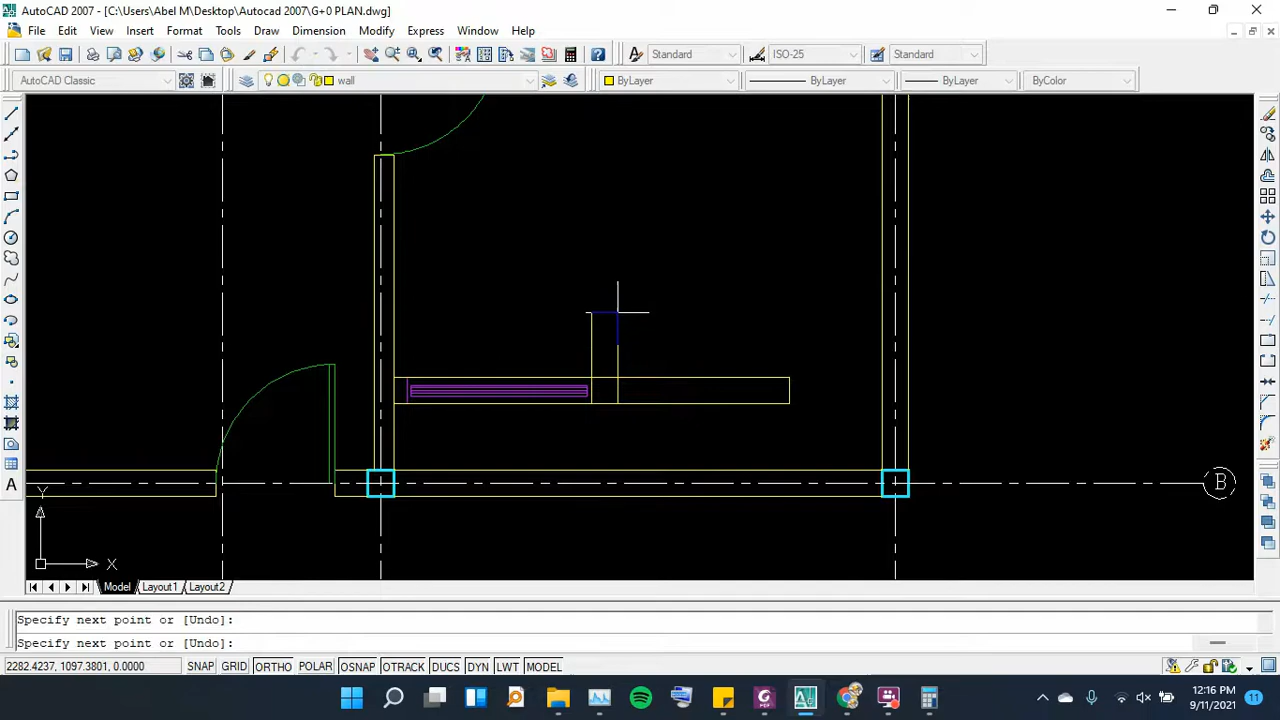 AutoCAD 2007 - [C:\Users\Abel M\Desktop\Autocad 2007\G+0 PLAN.dwg]
File Edit View Insert Format Tools Draw Dimension Modify Express Window Help
Standard ISO-25 Standard
AutoCAD Classic wall ByLayer ByLayer ByLayer ByColor
A
B
Y
X
Model Layout1 Layout2
Specify next point or [Undo]:
Specify next point or [Undo]:
2282.4237, 1097.3801, 0.0000 SNAP GRID ORTHO POLAR OSNAP OTRACK DUCS DYN LWT MODEL
12:16 PM
9/11/2021
11